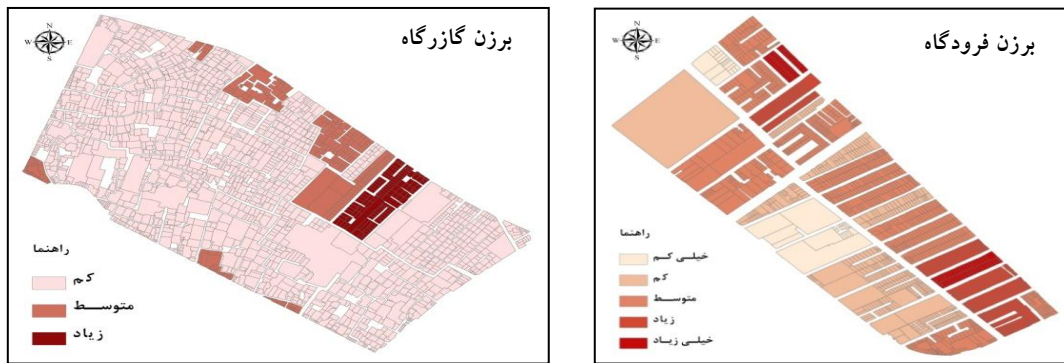 برزن گازرگاه
N
W E
S
راهنما
کم
متوسط
زیاد
برزن فرودگاه
N
W E
S
راهنما
خیلی کم
کم
متوسط
زیاد
خیلی زیاد